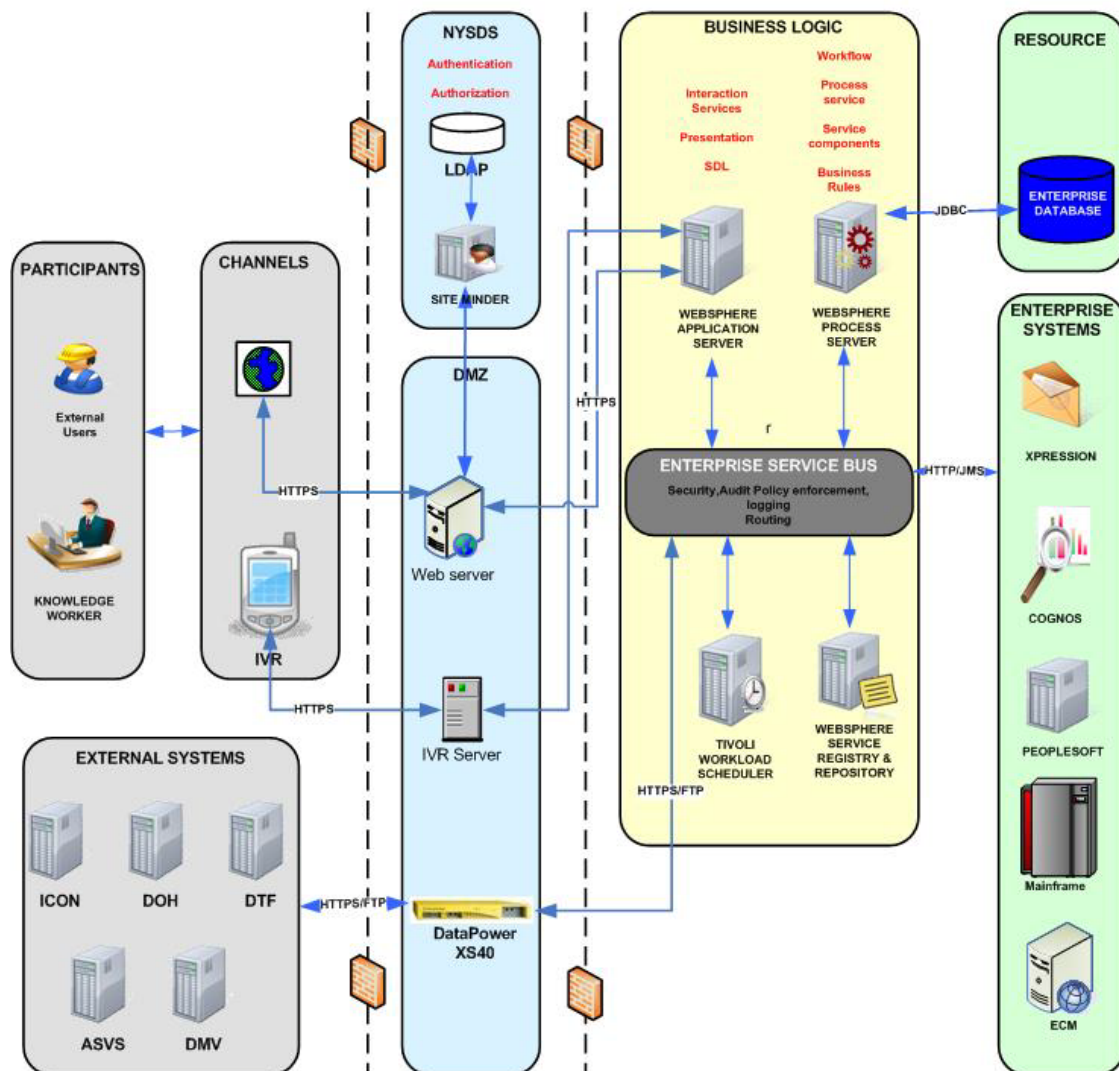 NYSDS
Authentication
Authorization
LDAP
SITE MINDER
BUSINESS LOGIC
Interaction
Services
Presentation
SDL
Workflow
Process
service
Service
components
Business
Rules
WEBSPHERE
APPLICATION
SERVER
WEBSPHERE
PROCESS
SERVER
JDBC
RESOURCE
ENTERPRISE
DATABASE
PARTICIPANTS
External
Users
KNOWLEDGE
WORKER
CHANNELS
IVR
HTTPS
HTTPS
DMZ
Web server
IVR Server
DataPower
XS40
HTTPS
r
ENTERPRISE SERVICE BUS
Security,Audit Policy enforcement,
logging
Routing
HTTP/JMS
TIVOLI
WORKLOAD
SCHEDULER
WEBSPHERE
SERVICE
REGISTRY &
REPOSITORY
HTTPS/FTP
ENTERPRISE
SYSTEMS
XPRESSION
COGNOS
PEOPLESOFT
Mainframe
ECM
EXTERNAL SYSTEMS
ICON
DOH
DTF
ASVS
DMV
HTTPS/FTP